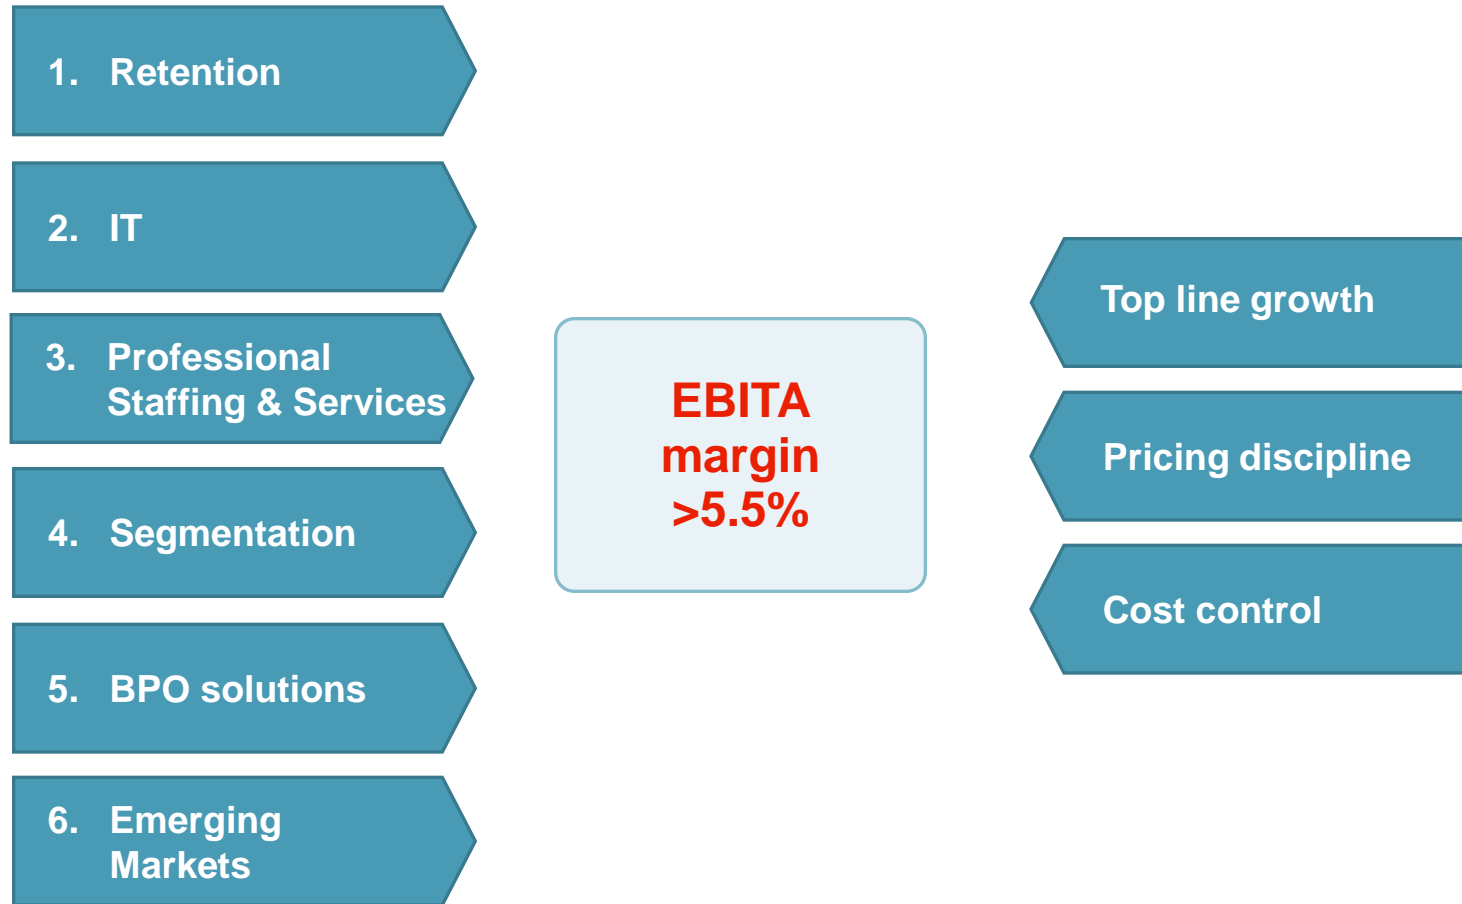 1. Retention
2. IT
3. Professional
Staffing & Services
4. Segmentation
5. BPO solutions
6. Emerging
Markets
EBITA
margin
>5.5%
Top line growth
Pricing discipline
Cost control